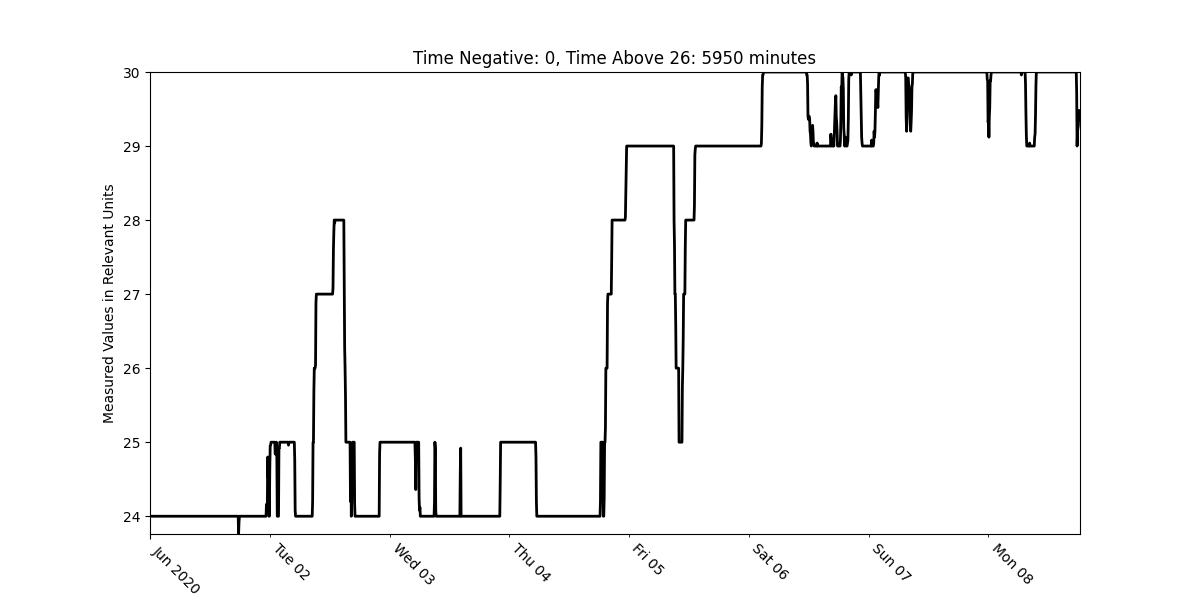 Time Negative: 0, Time Above 26: 5950 minutes
Measured Values in Relevant Units
30
29
28
27
26
25
24
Jun 2020
Tue 02
Wed 03
Thu 04
Fri 05
Sat 06
Sun 07
Mon 08